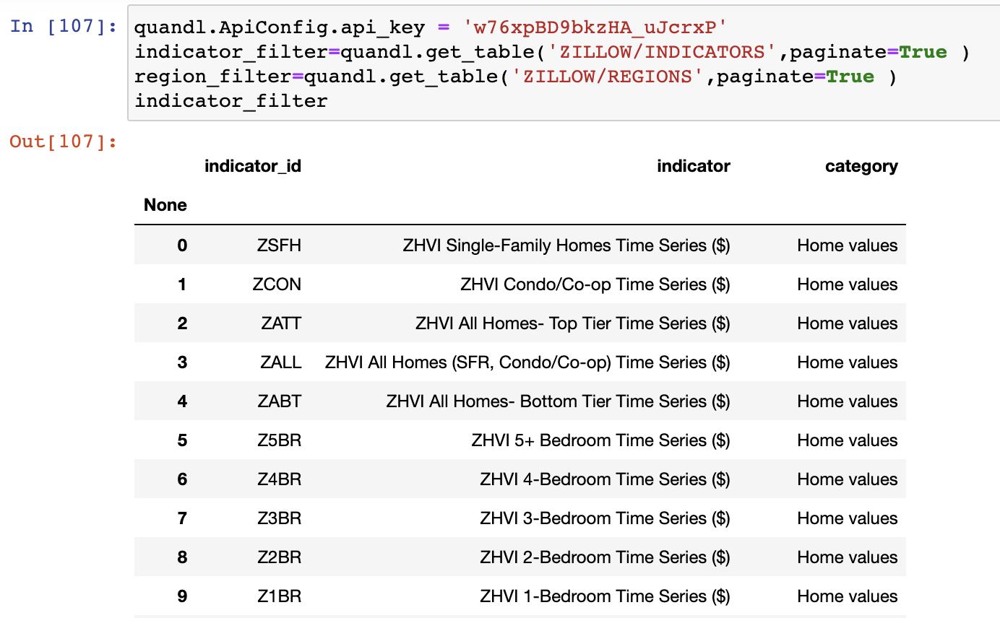 In [107]:
quandl.ApiConfig.api_key = 'w76xpBD9bkzHA_uJcrxP'
indicator_filter=quandl.get_table('ZILLOW/INDICATORS',paginate=True )
region_filter=quandl.get_table('ZILLOW/REGIONS',paginate=True )
indicator_filter
Out[107]:
indicator_id indicator category
None
0 ZSFH ZHVI Single-Family Homes Time Series ($) Home values
1 ZCON ZHVI Condo/Co-op Time Series ($) Home values
2 ZATT ZHVI All Homes- Top Tier Time Series ($) Home values
3 ZALL ZHVI All Homes (SFR, Condo/Co-op) Time Series ($) Home values
4 ZABT ZHVI All Homes- Bottom Tier Time Series ($) Home values
5 Z5BR ZHVI 5+ Bedroom Time Series ($) Home values
6 Z4BR ZHVI 4-Bedroom Time Series ($) Home values
7 Z3BR ZHVI 3-Bedroom Time Series ($) Home values
8 Z2BR ZHVI 2-Bedroom Time Series ($) Home values
9 Z1BR ZHVI 1-Bedroom Time Series ($) Home values